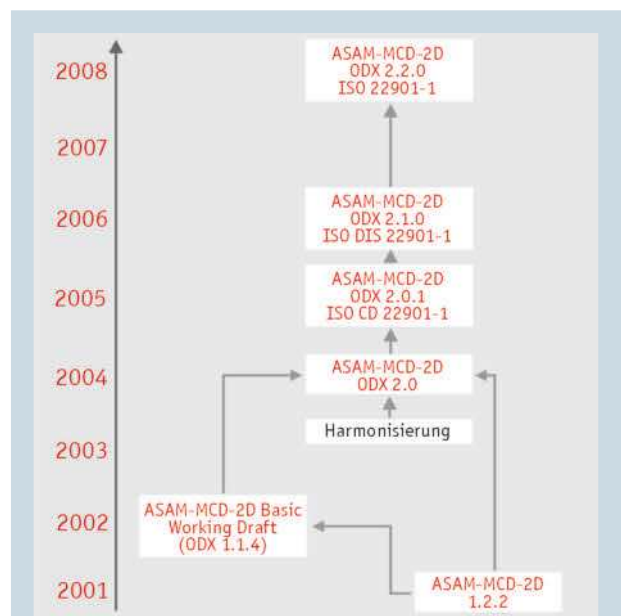 2008
ASAM-MCD-2D
ODX 2.2.0
ISO 22901-1
2007
2006
ASAM-MCD-2D
ODX 2.1.0
ISO DIS 22901-1
2005
ASAM-MCD-2D
ODX 2.0.1
ISO CD 22901-1
2004
ASAM-MCD-2D
ODX 2.0
Harmonisierung
2003
2002
ASAM-MCD-2D Basic
Working Draft
(ODX 1.1.4)
2001
ASAM-MCD-2D
1.2.2